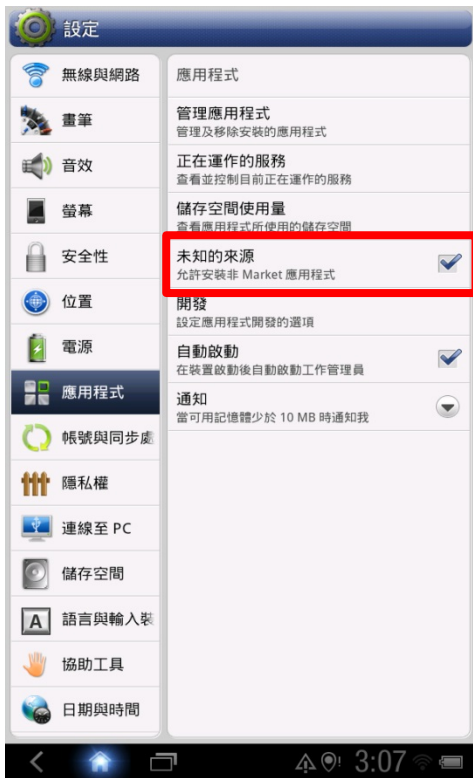 設定
無線與網路
畫筆
音效
螢幕
安全性
位置
電源
應用程式
帳號與同步處
隱私權
連線至 PC
儲存空間
A
語言與輸入裝
協助工具
日期與時間
應用程式
管理應用程式
管理及移除安裝的應用程式
正在運作的服務
查看並控制目前正在運作的服務
儲存空間使用量
查看應用程式所使用的儲存空間
未知的來源
允許安裝非 Market 應用程式
開發
設定應用程式開發的選項
自動啟動
在裝置啟動後自動啟動工作管理員
通知
當可用記憶體少於 10 MB 時通知我
3:07